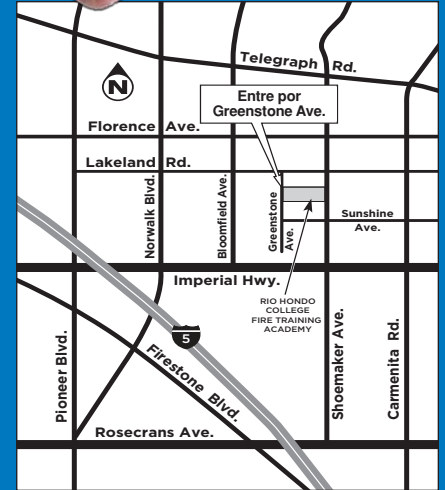 Telegraph Rd.
N
Entre por
Greenstone Ave.
Florence Ave.
Lakeland Rd.
Norwalk Blvd.
Bloomfield Ave.
Greenstone
Ave.
Sunshine
Ave.
Imperial Hwy.
RIO HONDO
COLLEGE
FIRE TRAINING
ACADEMY
5
Pioneer Blvd.
Firestone Blvd.
Shoemaker Ave.
Carmenita Rd.
Rosecrans Ave.